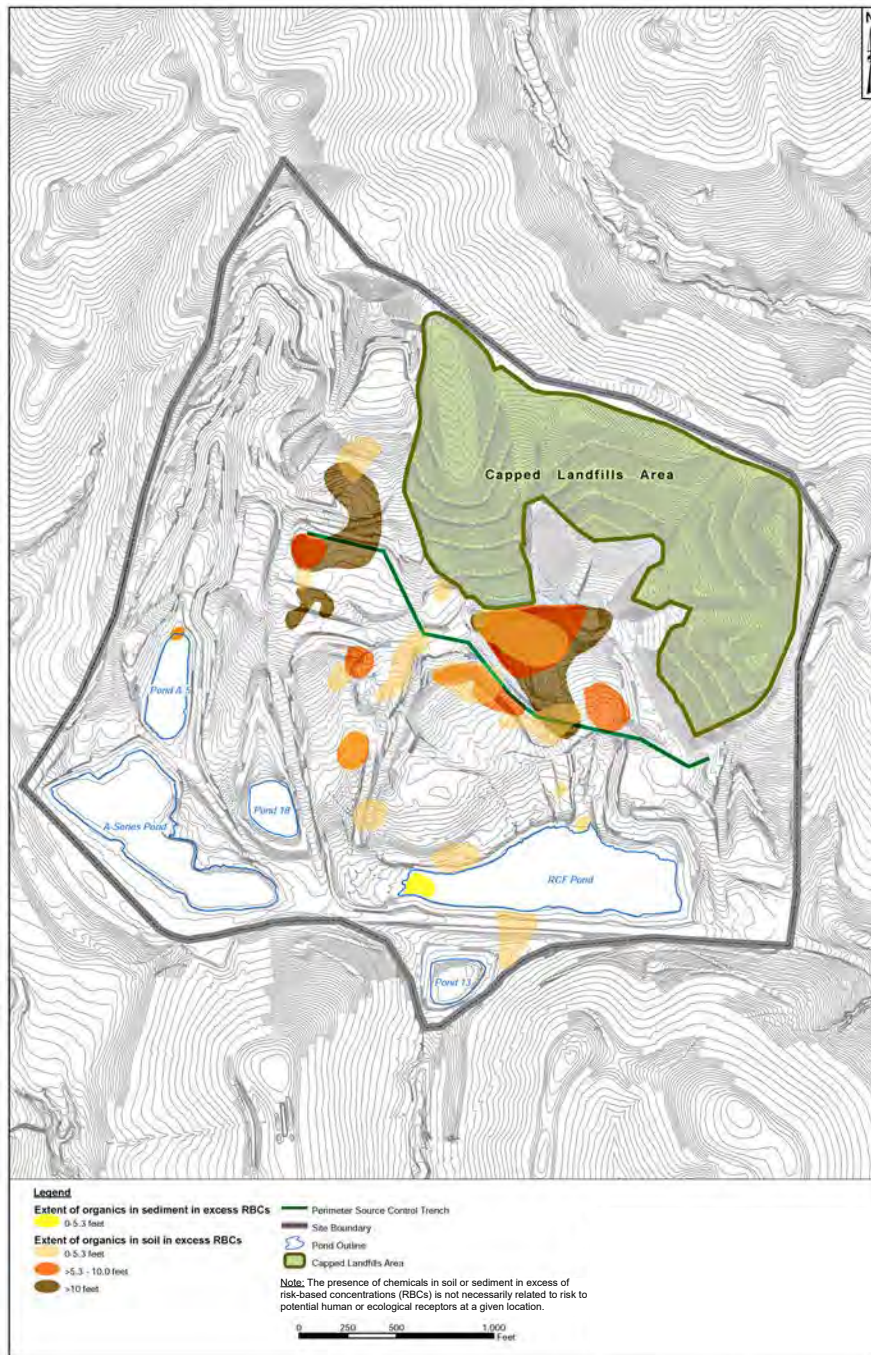 N
Capped Landfills Area
Pond A-5
Pond 18
A-Series Pond
RCF Pond
Pond 13
Legend
Extent of organics in sediment in excess RBCs
0-5.3 feet
Extent of organics in soil in excess RBCs
0-5.3 feet
>5.3 - 10.0 feet
>10 feet
Perimeter Source Control Trench
Site Boundary
Pond Outline
Capped Landfills Area
Note: The presence of chemicals in soil or sediment in excess of
risk-based concentrations (RBCs) is not necessarily related to risk to
potential human or ecological receptors at a given location.
0 250 500 1,000
Feet